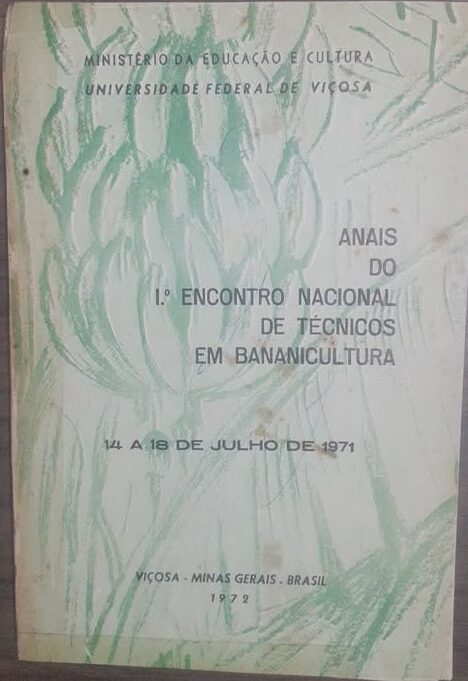 MINISTÉRIO DA EDUCAÇÃO E CULTURA
UNIVERSIDADE FEDERAL DE VIÇOSA
ANAIS
DO
I.º ENCONTRO NACIONAL
DE TÉCNICOS
EM BANANICULTURA
14 A 18 DE JULHO DE 1971
VIÇOSA - MINAS GERAIS - BRASIL
1972